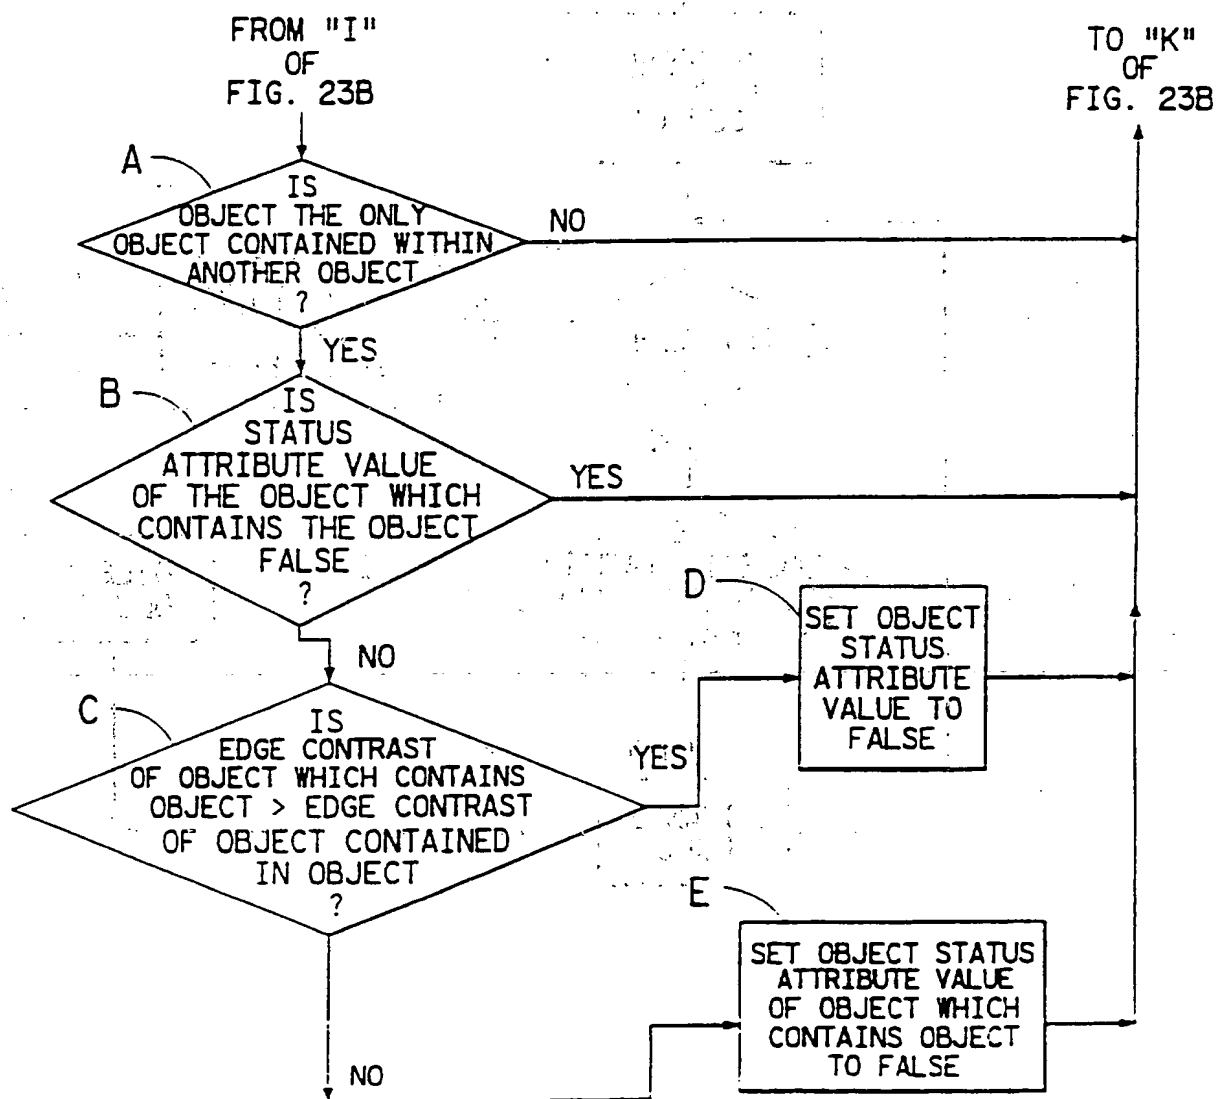 FROM "I"
OF
FIG. 23B
TO "K"
OF
FIG. 23B
A
IS
OBJECT THE ONLY
OBJECT CONTAINED WITHIN
ANOTHER OBJECT
?
NO
YES
B
IS
STATUS
ATTRIBUTE VALUE
OF THE OBJECT WHICH
CONTAINS THE OBJECT
FALSE
?
YES
NO
D
SET OBJECT
STATUS
ATTRIBUTE
VALUE TO
FALSE
C
IS
EDGE CONTRAST
OF OBJECT WHICH CONTAINS
OBJECT > EDGE CONTRAST
OF OBJECT CONTAINED
IN OBJECT
?
YES
NO
E
SET OBJECT STATUS
ATTRIBUTE VALUE
OF OBJECT WHICH
CONTAINS OBJECT
TO FALSE